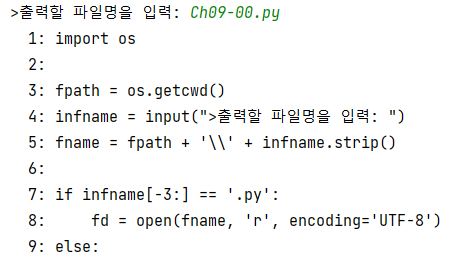 >출력할 파일명을 입력: Ch09-00.py
1: import os
2:
3: fpath = os.getcwd()
4: infname = input(">출력할 파일명을 입력: ")
5: fname = fpath + '\\' + infname.strip()
6:
7: if infname[-3:] == '.py':
8:     fd = open(fname, 'r', encoding='UTF-8')
9: else: